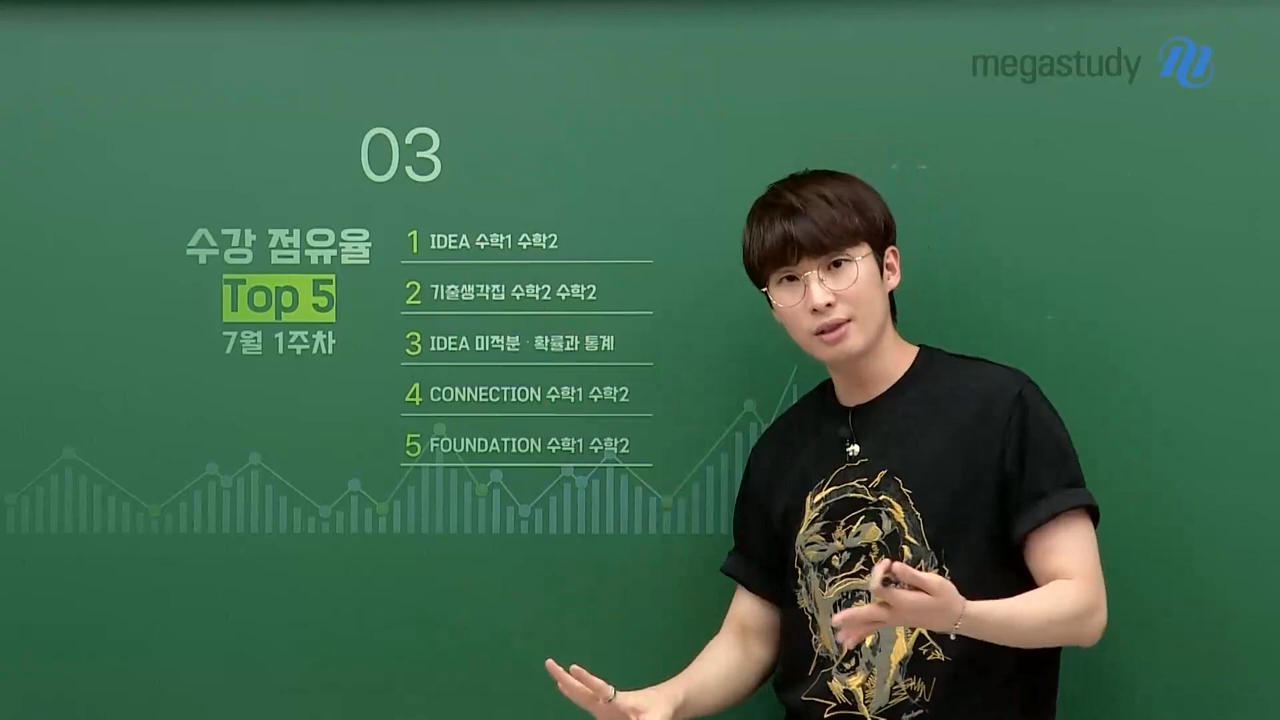 megastudy
03
수강 점유율
Top 5
7월 1주차
1 IDEA 수학1 수학2
2 기출생각집 수학2 수학2
3 IDEA 미적분 · 확률과 통계
4 CONNECTION 수학1 수학2
5 FOUNDATION 수학1 수학2